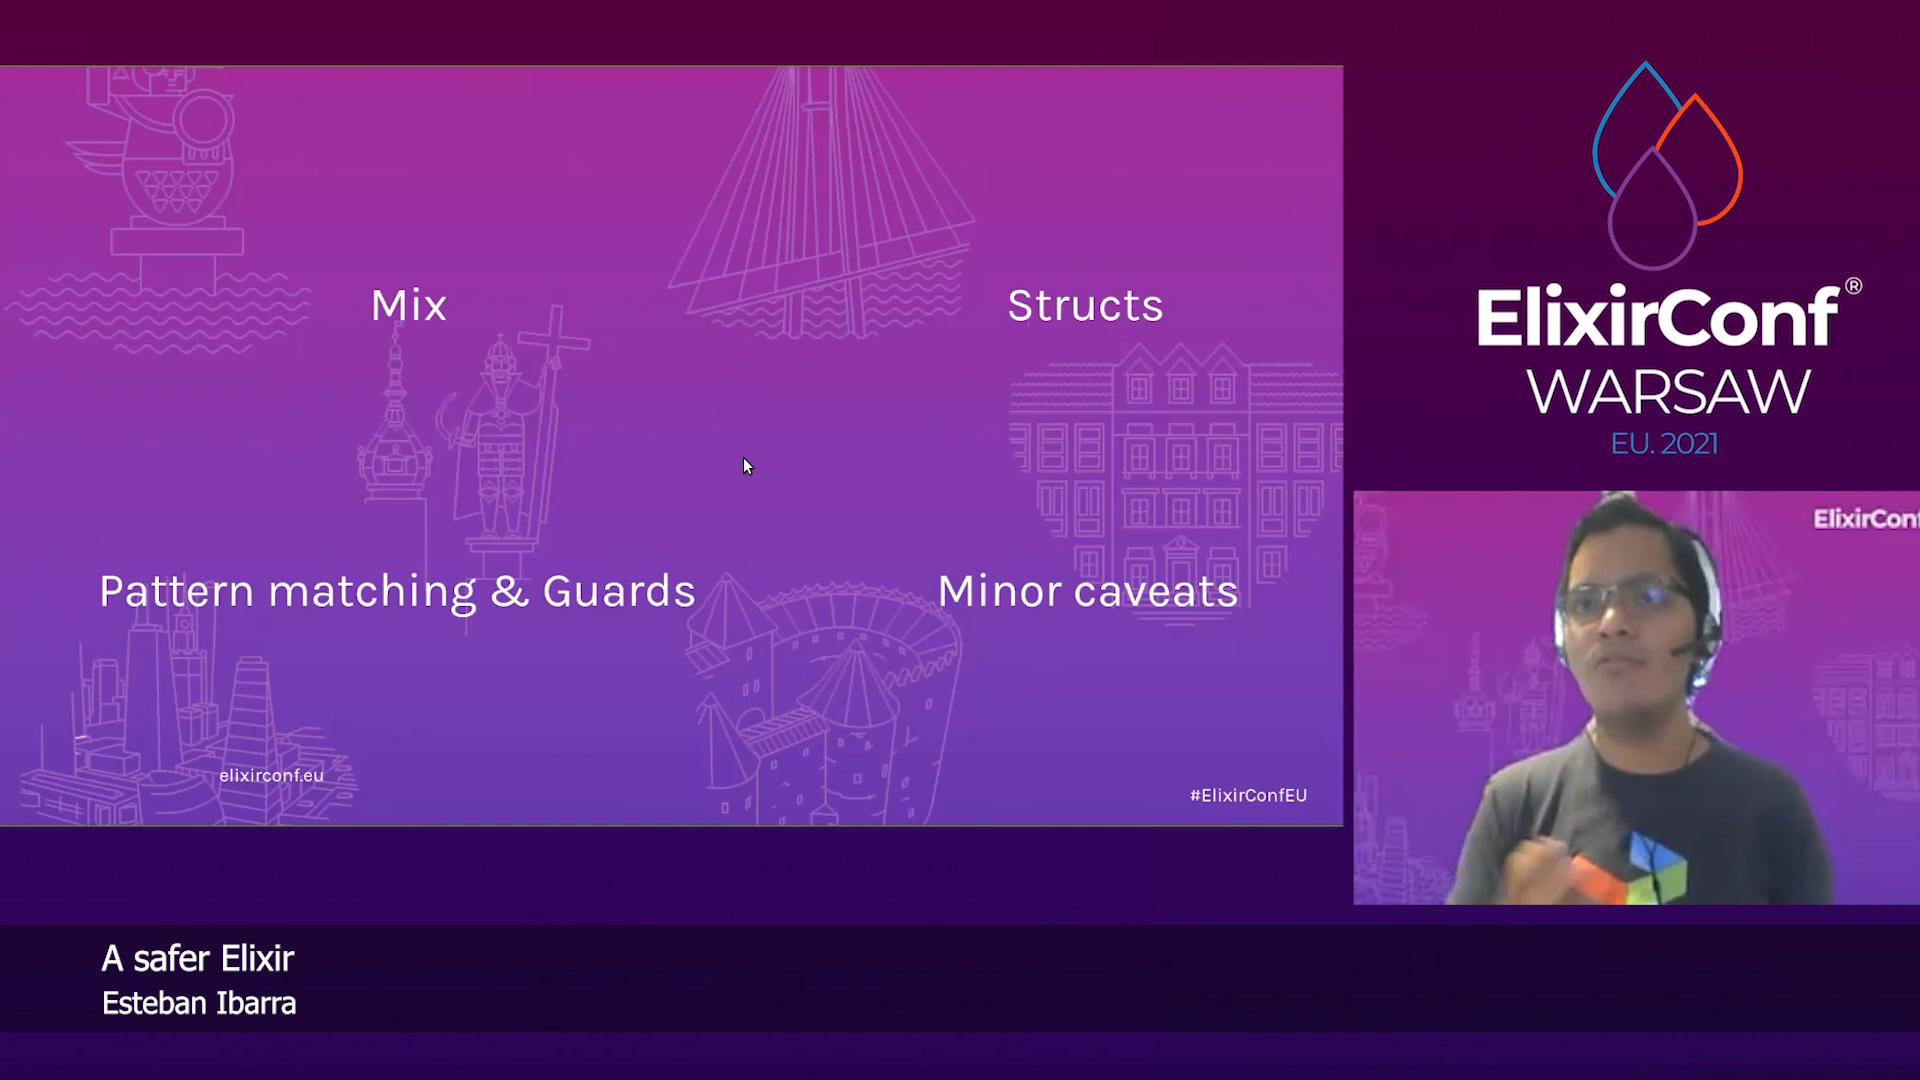 Mix
Structs
Pattern matching & Guards
Minor caveats
elixirconf.eu
#ElixirConfEU
ElixirConf®
WARSAW
EU. 2021
ElixirConf
A safer Elixir
Esteban Ibarra